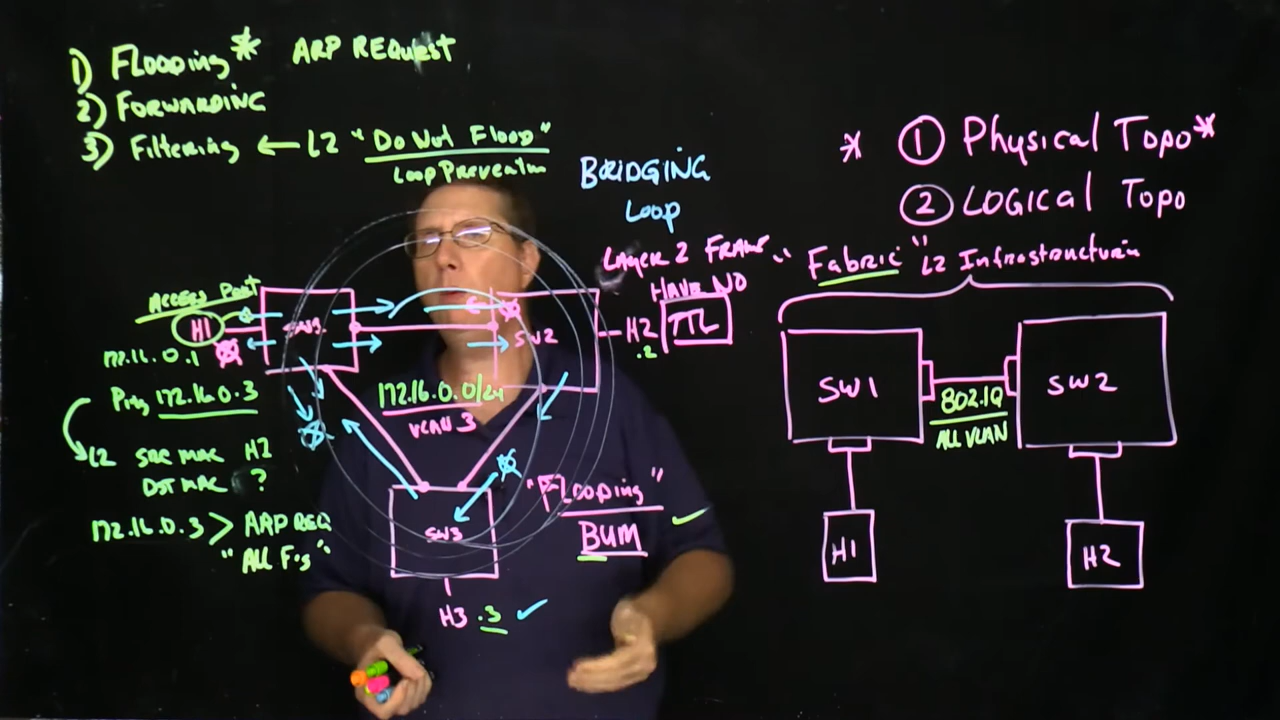 1) Flooding* ARP REQuest
2) FORWARDING
3) Filtering ← L2 "Do Not Flood"
Loop Prevention
BRIDGING
Loop
LAYER 2 FRAME
HAVE NO
TTL
ACCESS Port
H1
SW1
SW2
H2
.2
172.16.0.1
Ping 172.16.0.3
172.16.0.0/24
VLAN 3
L2 SRC MAC H2
DST MAC ?
172.16.0.3 > ARP REQ
"ALL F's"
"Flooding"
BUM
SW3
H3 .3
* 1 Physical Topo*
2 LOGICAL Topo
"Fabric" L2 Infrastructure
SW1
802.1Q
ALL VLAN
SW2
H1
H2